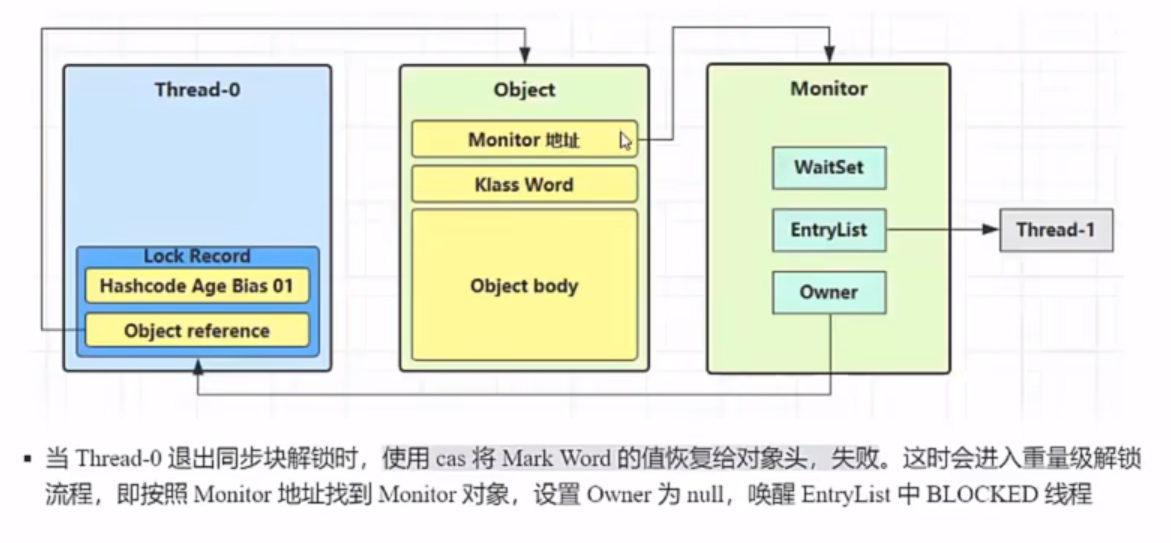 Thread-0
Lock Record
Hashcode Age Bias 01
Object reference
Object
Monitor 地址
Klass Word
Object body
Monitor
WaitSet
EntryList
Owner
Thread-1
▪ 当 Thread-0 退出同步块解锁时，使用 cas 将 Mark Word 的值恢复给对象头，失败。这时会进入重量级解锁
流程，即按照 Monitor 地址找到 Monitor 对象，设置 Owner 为 null，唤醒 EntryList 中 BLOCKED 线程